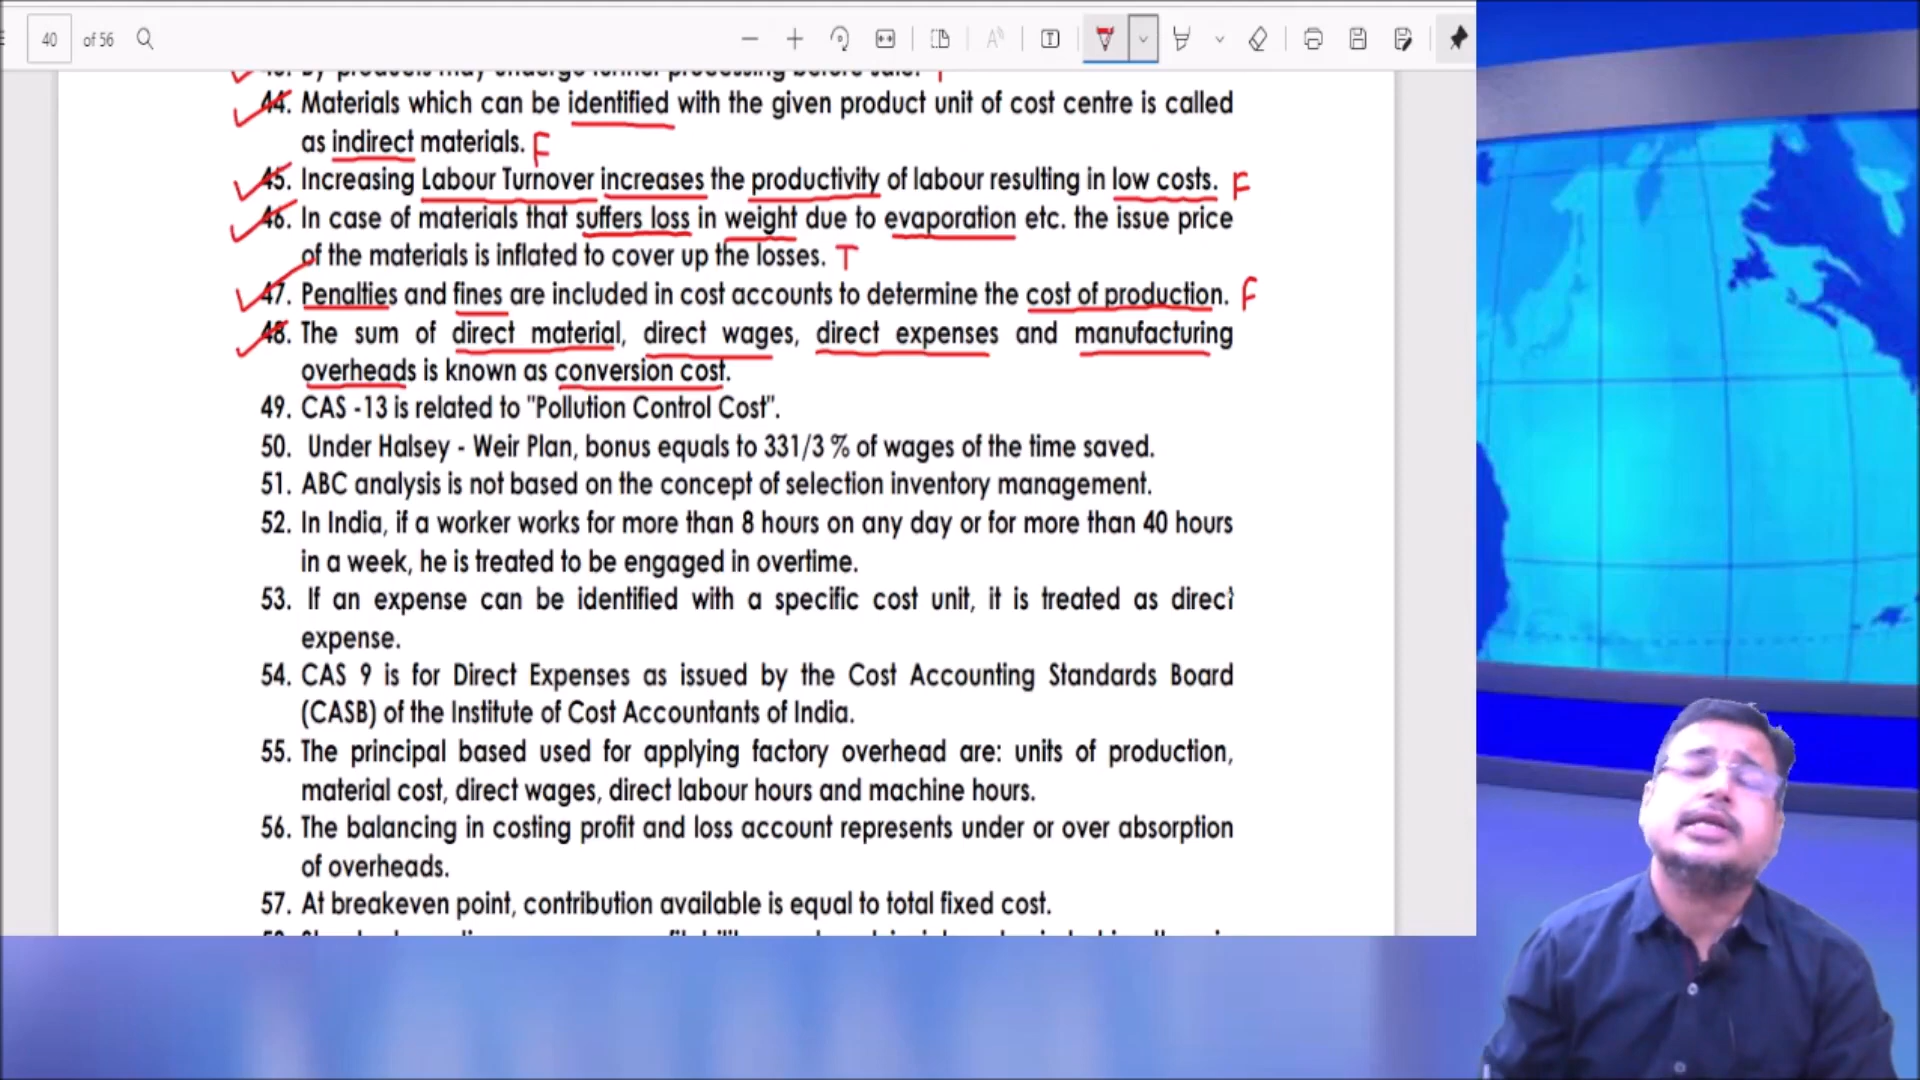 40 of 56
43. By products may undergo further processing before sale. T
44. Materials which can be identified with the given product unit of cost centre is called
as indirect materials. F
45. Increasing Labour Turnover increases the productivity of labour resulting in low costs. F
46. In case of materials that suffers loss in weight due to evaporation etc. the issue price
of the materials is inflated to cover up the losses. T
47. Penalties and fines are included in cost accounts to determine the cost of production. F
48. The sum of direct material, direct wages, direct expenses and manufacturing
overheads is known as conversion cost.
49. CAS -13 is related to "Pollution Control Cost".
50. Under Halsey - Weir Plan, bonus equals to 331/3 % of wages of the time saved.
51. ABC analysis is not based on the concept of selection inventory management.
52. In India, if a worker works for more than 8 hours on any day or for more than 40 hours
in a week, he is treated to be engaged in overtime.
53. If an expense can be identified with a specific cost unit, it is treated as direct
expense.
54. CAS 9 is for Direct Expenses as issued by the Cost Accounting Standards Board
(CASB) of the Institute of Cost Accountants of India.
55. The principal based used for applying factory overhead are: units of production,
material cost, direct wages, direct labour hours and machine hours.
56. The balancing in costing profit and loss account represents under or over absorption
of overheads.
57. At breakeven point, contribution available is equal to total fixed cost.